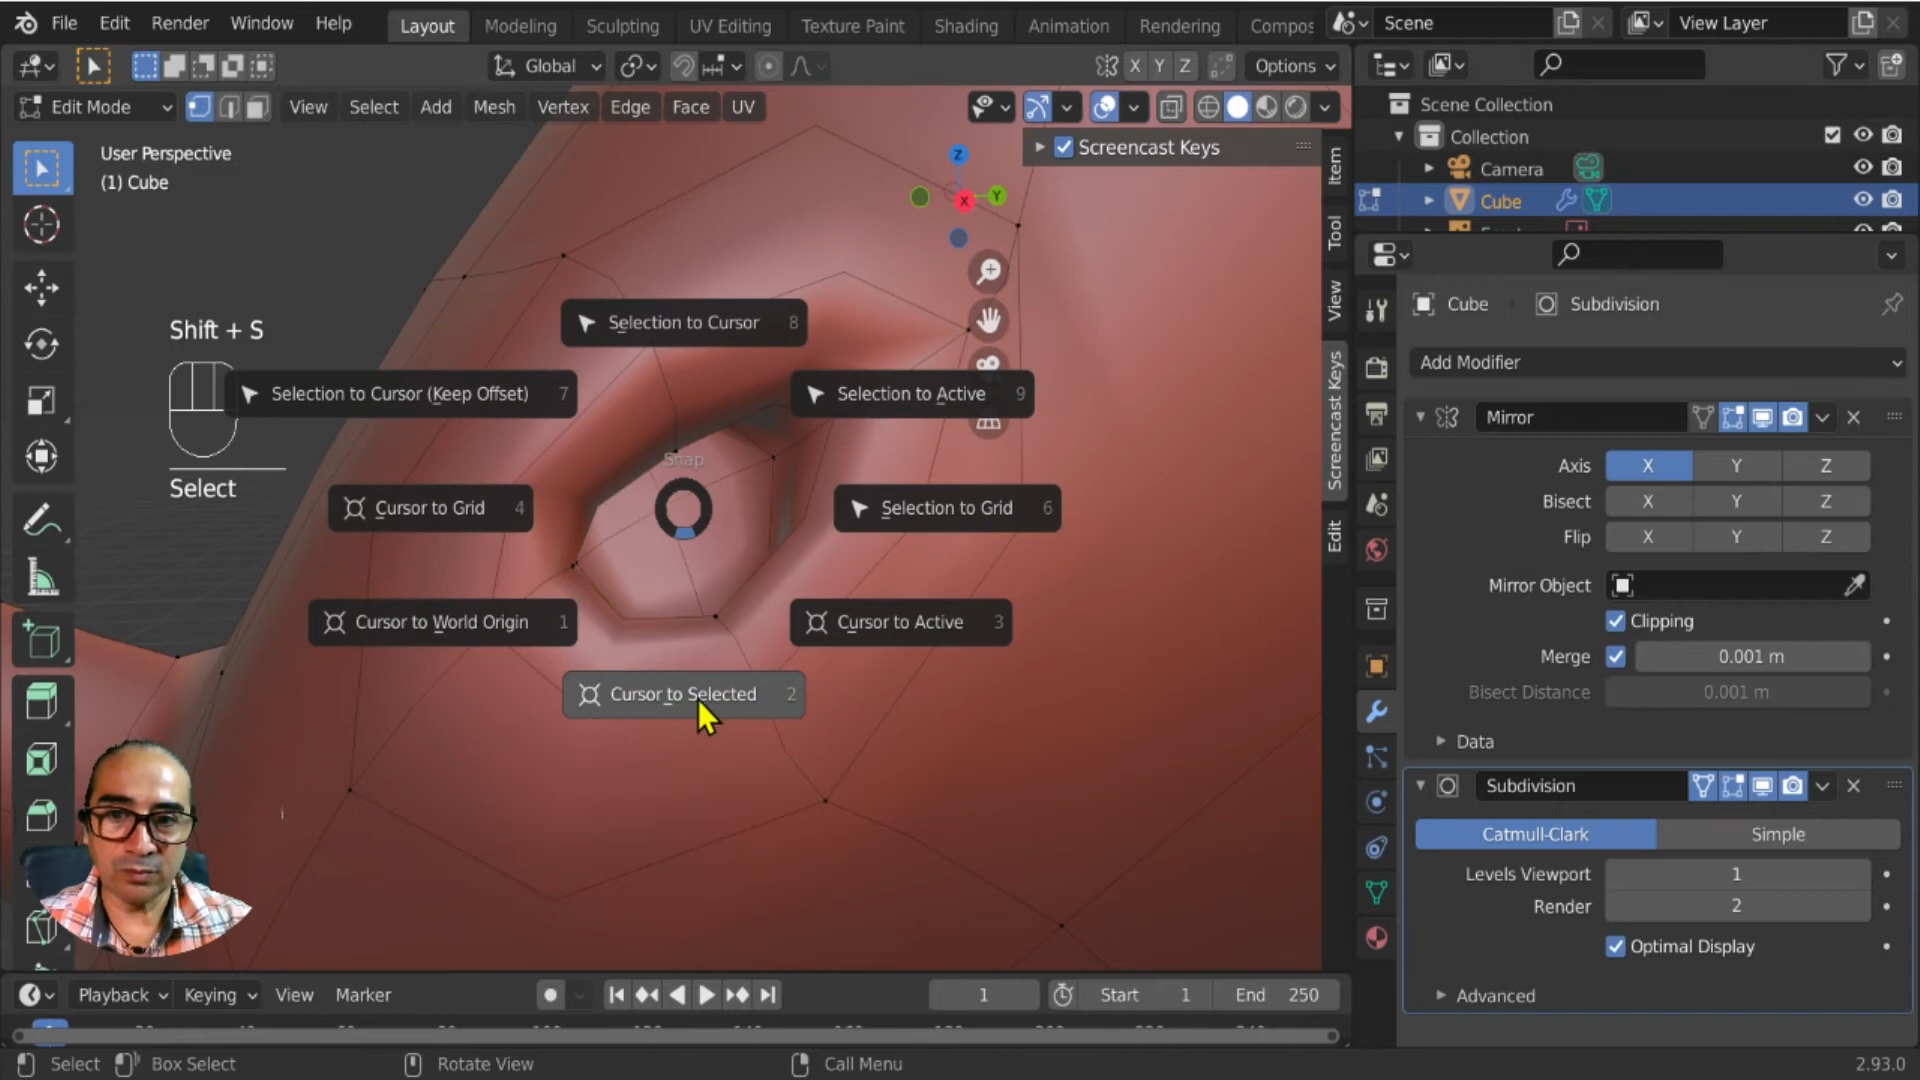 File Edit Render Window Help Layout Modeling Sculpting UV Editing Texture Paint Shading Animation Rendering Compos Scene View Layer
Global X Y Z Options
Edit Mode View Select Add Mesh Vertex Edge Face UV
User Perspective
(1) Cube
Screencast Keys
Z
Y
X
Item
Tool
View
Screencast Keys
Edit
Shift + S
Select
Selection to Cursor 8
Selection to Cursor (Keep Offset) 7
Selection to Active 9
Snap
Cursor to Grid 4
Selection to Grid 6
Cursor to World Origin 1
Cursor to Active 3
Cursor to Selected 2
Scene Collection
Collection
Camera
Cube
Cube Subdivision
Add Modifier
Mirror
Axis X Y Z
Bisect X Y Z
Flip X Y Z
Mirror Object
Clipping
Merge 0.001 m
Bisect Distance 0.001 m
Data
Subdivision
Catmull-Clark Simple
Levels Viewport 1
Render 2
Optimal Display
Advanced
Playback Keying View Marker 1 Start 1 End 250
Select Box Select Rotate View Call Menu 2.93.0